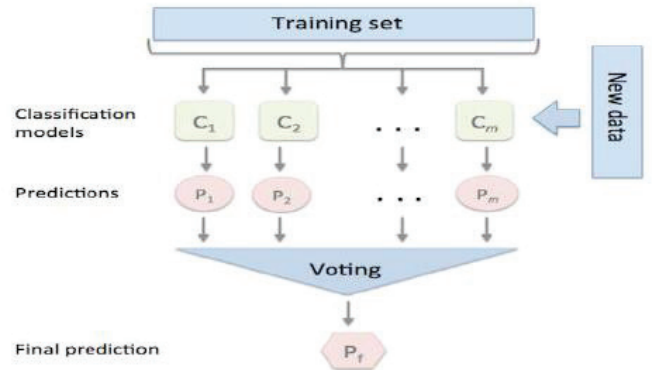 Training set
New data
Classification
models
C1 C2 . . . Cm
Predictions
P1 P2 . . . Pm
Voting
Final prediction
Pf